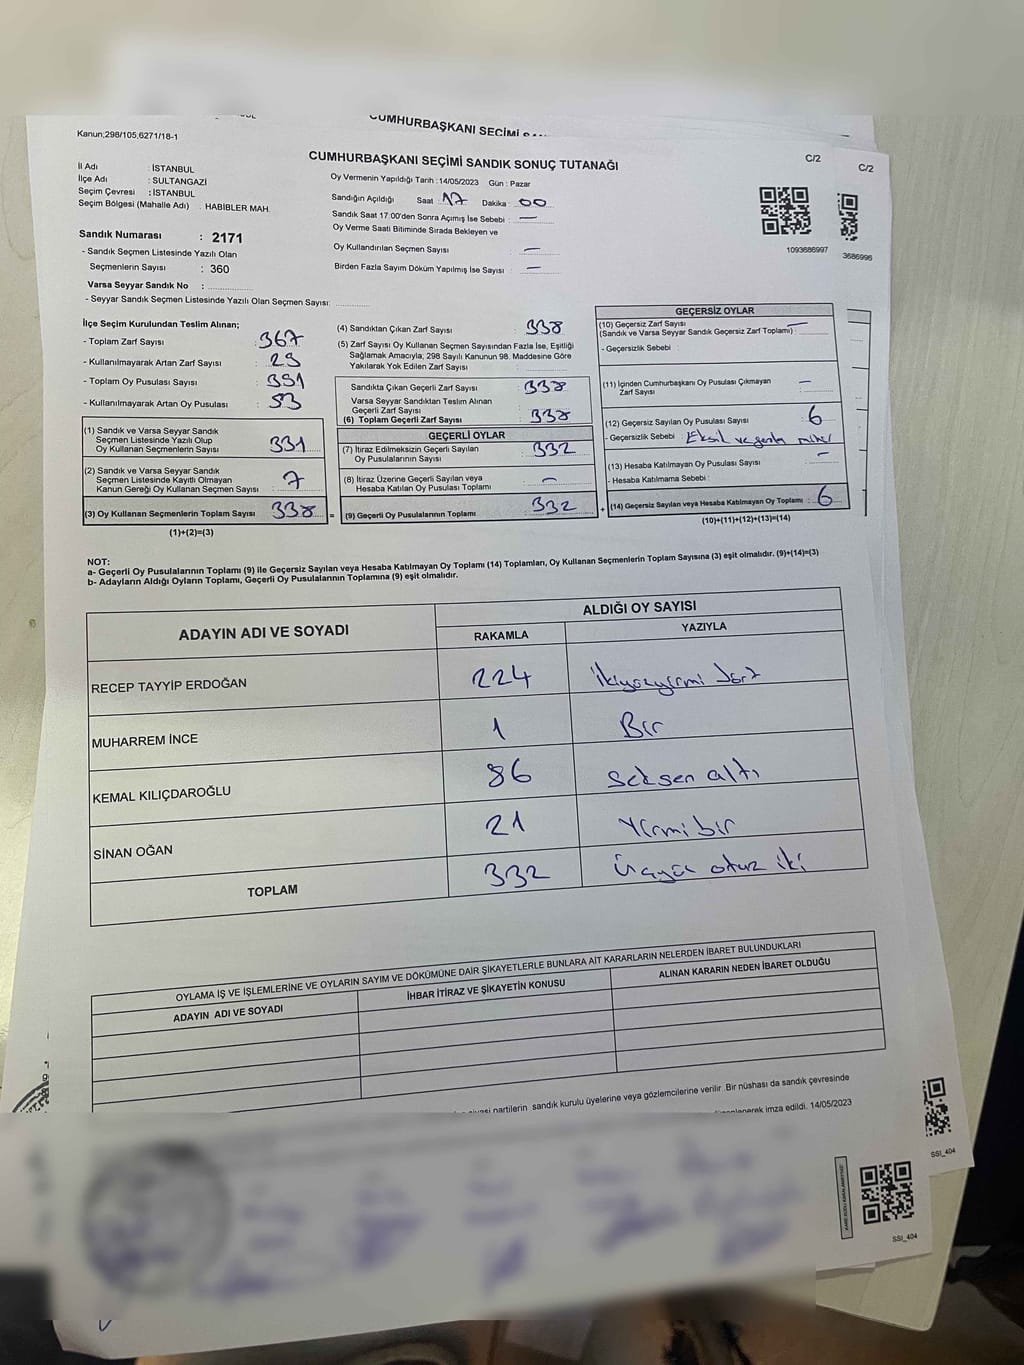 CUMHURBAŞKANI SEÇİMİ
Kanun;298/105,6271/18-1
CUMHURBAŞKANI SEÇİMİ SANDIK SONUÇ TUTANAĞI
C/2
C/2
İl Adı : İSTANBUL
İlçe Adı : SULTANGAZİ
Seçim Çevresi : İSTANBUL
Seçim Bölgesi (Mahalle Adı) : HABİBLER MAH.
Sandık Numarası : 2171
- Sandık Seçmen Listesinde Yazılı Olan
Seçmenlerin Sayısı : 360
Varsa Seyyar Sandık No :
- Seyyar Sandık Seçmen Listesinde Yazılı Olan Seçmen Sayısı:
Oy Vermenin Yapıldığı Tarih :14/05/2023 Gün : Pazar
Sandığın Açıldığı Saat 17 Dakika 00
Sandık Saat 17.00'den Sonra Açımış İse Sebebi : —
Oy Verme Saati Bitiminde Sırada Bekleyen ve
Oy Kullandırılan Seçmen Sayısı : —
Birden Fazla Sayım Döküm Yapılmış İse Sayısı : —
1093686997
3686996
İlçe Seçim Kurulundan Teslim Alınan;
- Toplam Zarf Sayısı : 367
- Kullanılmayarak Artan Zarf Sayısı : 29
- Toplam Oy Pusulası Sayısı : 391
- Kullanılmayarak Artan Oy Pusulası : 53
(1) Sandık ve Varsa Seyyar Sandık
Seçmen Listesinde Yazılı Olup
Oy Kullanan Seçmenlerin Sayısı : 331
(2) Sandık ve Varsa Seyyar Sandık
Seçmen Listesinde Kayıtlı Olmayan
Kanun Gereği Oy Kullanan Seçmen Sayısı : 7
(3) Oy Kullanan Seçmenlerin Toplam Sayısı : 338
(1)+(2)=(3)
(4) Sandıktan Çıkan Zarf Sayısı : 338
(5) Zarf Sayısı Oy Kullanan Seçmen Sayısından Fazla İse, Eşitliği
Sağlamak Amacıyla, 298 Sayılı Kanunun 98. Maddesine Göre
Yakılarak Yok Edilen Zarf Sayısı :
Sandıkta Çıkan Geçerli Zarf Sayısı : 338
Varsa Seyyar Sandıktan Teslim Alınan
Geçerli Zarf Sayısı :
(6) Toplam Geçerli Zarf Sayısı : 338
=
GEÇERLİ OYLAR
(7) İtiraz Edilmeksizin Geçerli Sayılan
Oy Pusulalarının Sayısı : 332
(8) İtiraz Üzerine Geçerli Sayılan veya
Hesaba Katılan Oy Pusulası Toplamı : —
(9) Geçerli Oy Pusulalarının Toplamı : 332
+
GEÇERSİZ OYLAR
(10) Geçersiz Zarf Sayısı : —
(Sandık ve Varsa Seyyar Sandık Geçersiz Zarf Toplamı)
- Geçersizlik Sebebi :
(11) İçinden Cumhurbaşkanı Oy Pusulası Çıkmayan
Zarf Sayısı : —
(12) Geçersiz Sayılan Oy Pusulası Sayısı : 6
- Geçersizlik Sebebi : Eksik ve fazla mühür
(13) Hesaba Katılmayan Oy Pusulası Sayısı : —
- Hesaba Katılmama Sebebi :
(14) Geçersiz Sayılan veya Hesaba Katılmayan Oy Toplamı : 6
(10)+(11)+(12)+(13)=(14)
NOT:
a- Geçerli Oy Pusulalarının Toplamı (9) ile Geçersiz Sayılan veya Hesaba Katılmayan Oy Toplamı (14) Toplamları, Oy Kullanan Seçmenlerin Toplam Sayısına (3) eşit olmalıdır. (9)+(14)=(3)
b- Adayların Aldığı Oyların Toplamı, Geçerli Oy Pusulalarının Toplamına (9) eşit olmalıdır.
ADAYIN ADI VE SOYADI
ALDIĞI OY SAYISI
RAKAMLA YAZIYLA
RECEP TAYYİP ERDOĞAN 224 ikiyüzyirmi dört
MUHARREM İNCE 1 Bir
KEMAL KILIÇDAROĞLU 86 Seksen altı
SİNAN OĞAN 21 Yirmi bir
TOPLAM 332 Üçyüz otuz iki
OYLAMA İŞ VE İŞLEMLERİNE VE OYLARIN SAYIM VE DÖKÜMÜNE DAİR ŞİKAYETLERLE BUNLARA AİT KARARLARIN NELERDEN İBARET BULUNDUKLARI
ADAYIN ADI VE SOYADI İHBAR İTİRAZ VE ŞİKAYETİN KONUSU ALINAN KARARIN NEDEN İBARET OLDUĞU
partilerin sandık kurulu üyelerine veya gözlemcilerine verilir .Bir nüshası da sandık çevresinde
imza edildi. 14/05/2023
SSI_404
SSI_404